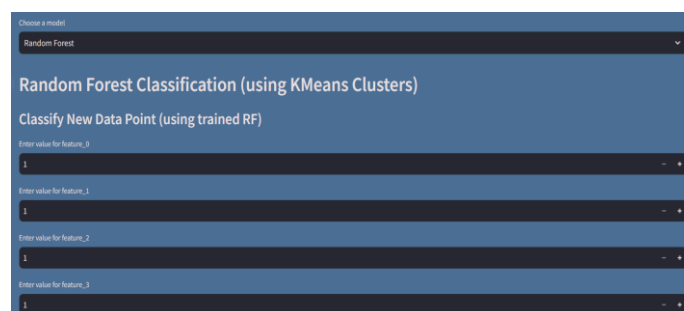 Choose a model
Random Forest
Random Forest Classification (using KMeans Clusters)
Classify New Data Point (using trained RF)
Enter value for feature_0
1
Enter value for feature_1
1
Enter value for feature_2
1
Enter value for feature_3
1